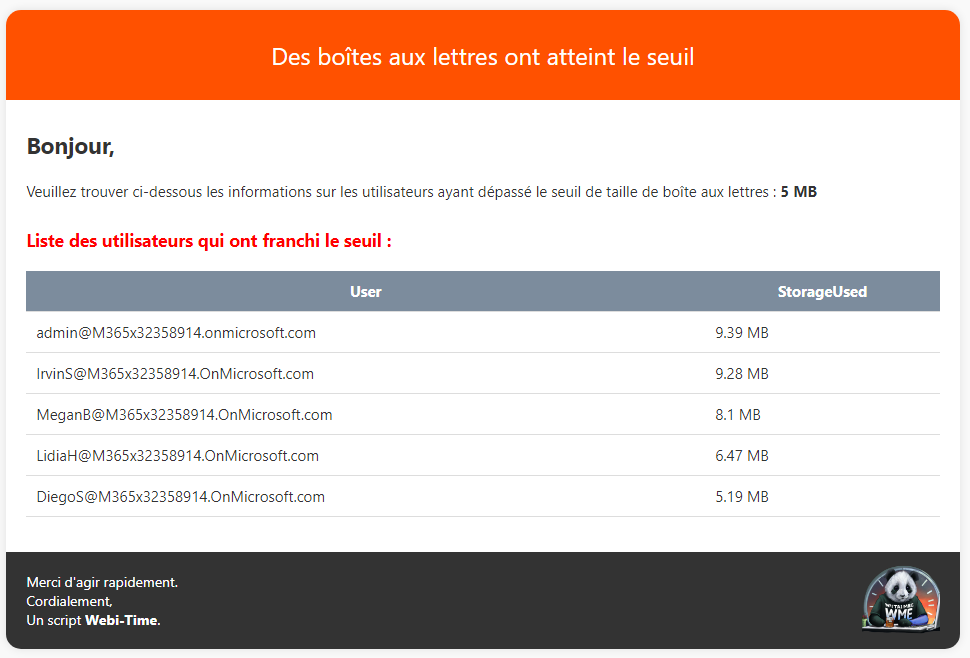 Des boîtes aux lettres ont atteint le seuil
Bonjour,
Veuillez trouver ci-dessous les informations sur les utilisateurs ayant dépassé le seuil de taille de boîte aux lettres : 5 MB
Liste des utilisateurs qui ont franchi le seuil :
User StorageUsed
admin@M365x32358914.onmicrosoft.com 9.39 MB
IrvinS@M365x32358914.OnMicrosoft.com 9.28 MB
MeganB@M365x32358914.OnMicrosoft.com 8.1 MB
LidiaH@M365x32358914.OnMicrosoft.com 6.47 MB
DiegoS@M365x32358914.OnMicrosoft.com 5.19 MB
Merci d'agir rapidement.
Cordialement,
Un script Webi-Time.
WME